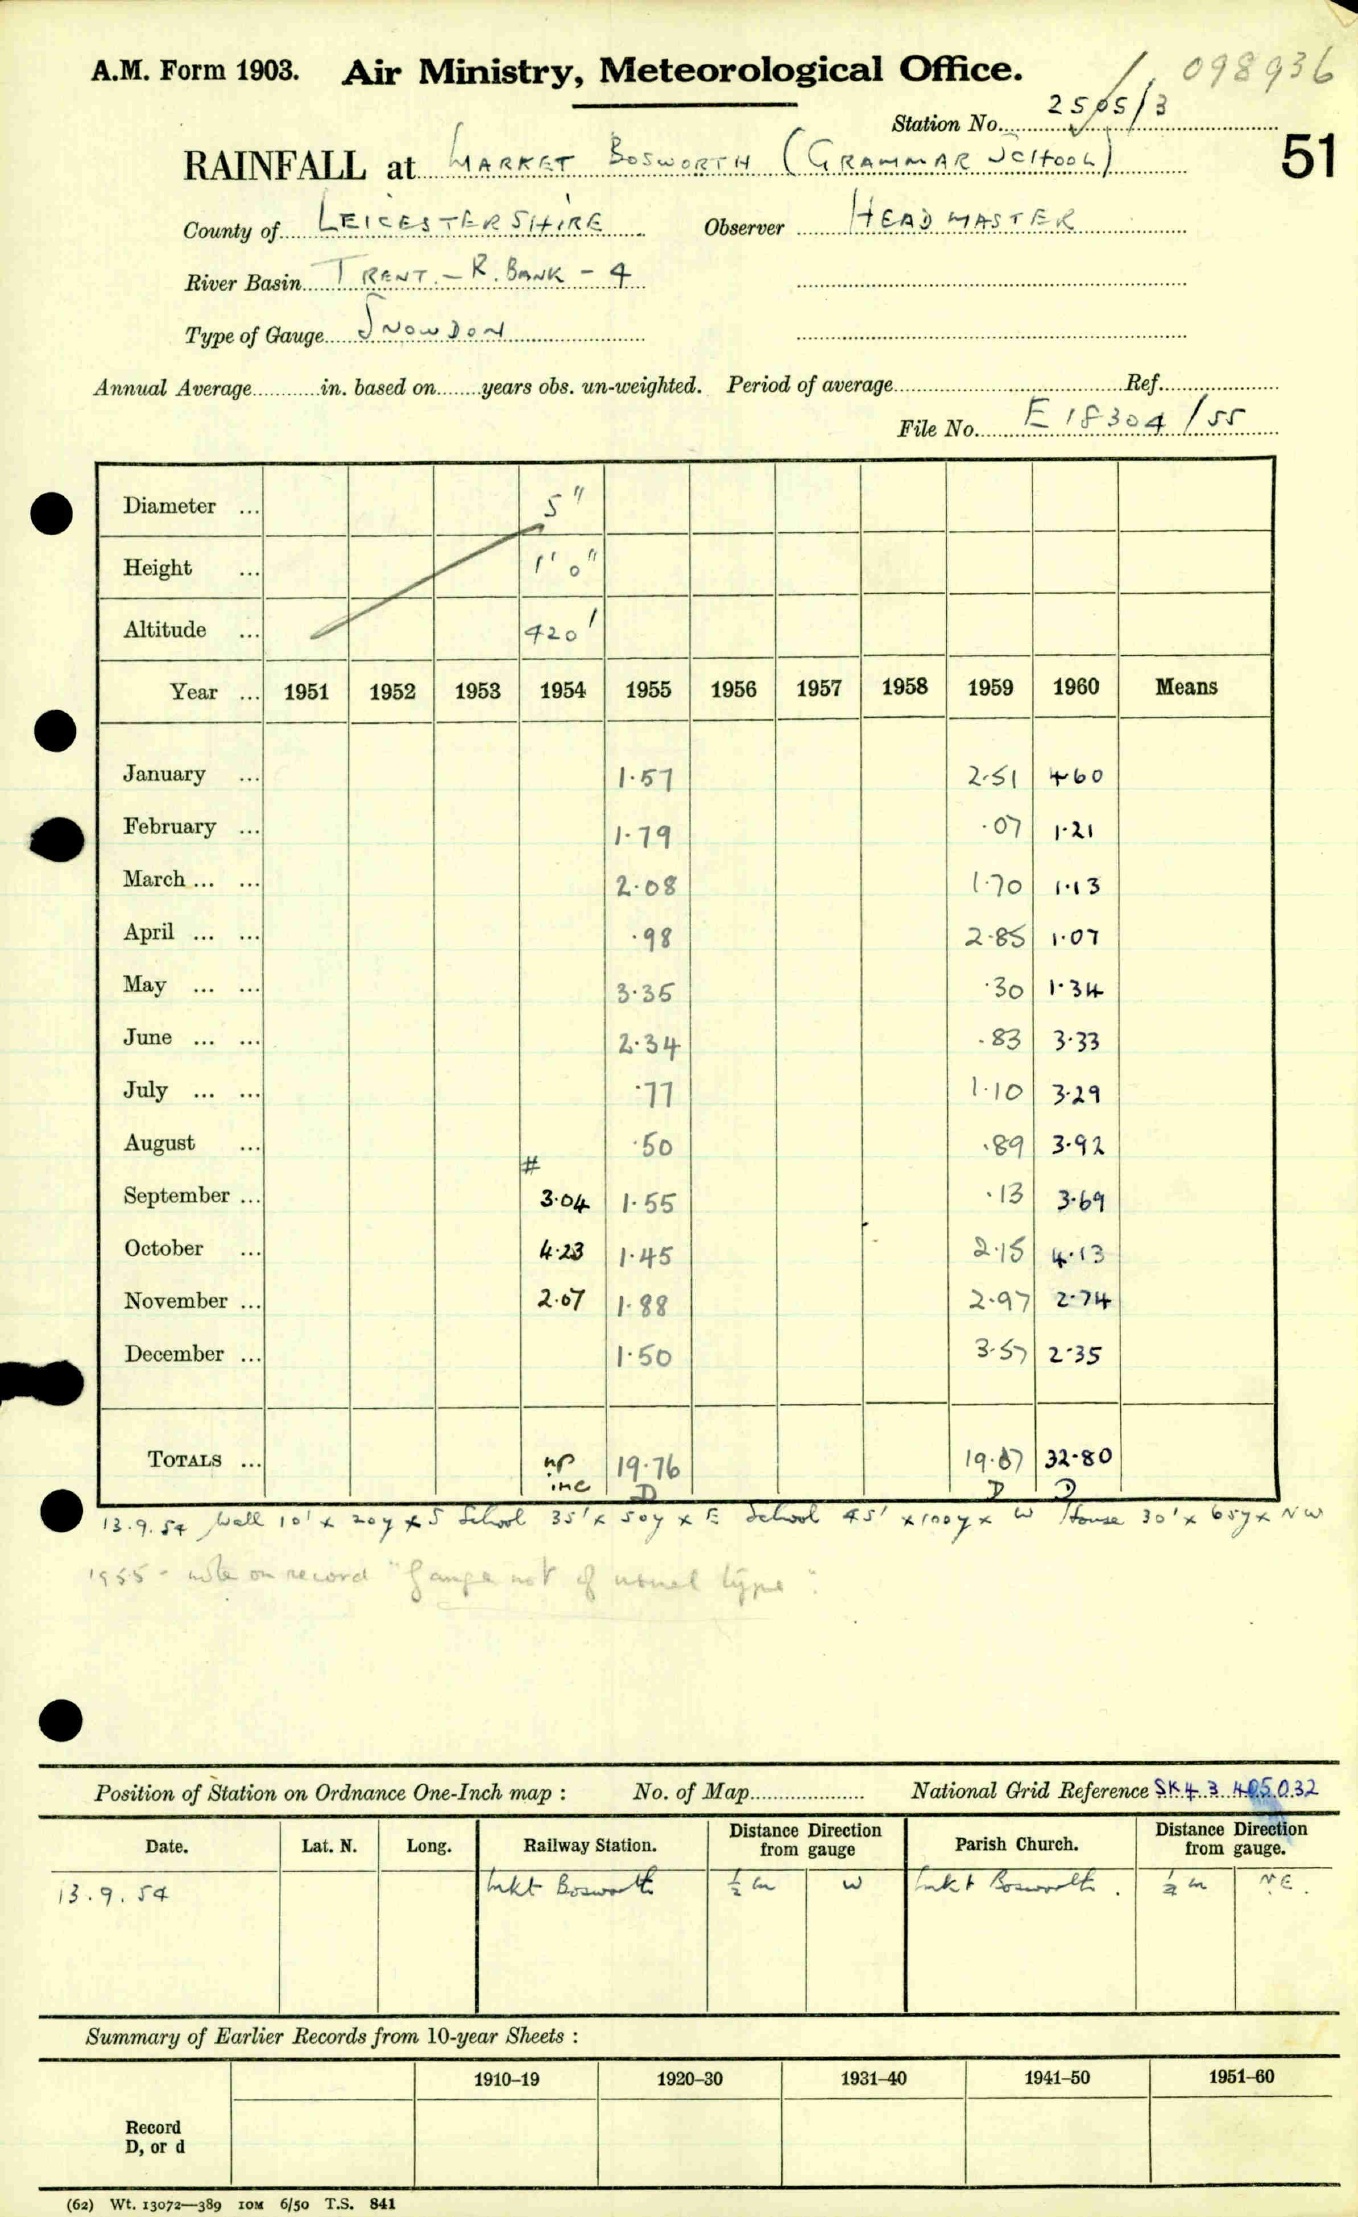 A.M. Form 1903. Air Ministry, Meteorological Office. 098936
Station No. 2505/3
RAINFALL at MARKET BOSWORTH (GRAMMAR SCHOOL) 51
County of LEICESTERSHIRE Observer HEADMASTER
River Basin TRENT - R. BANK - 4
Type of Gauge SNOWDON
Annual Average in. based on years obs. un-weighted. Period of average Ref.
File No. E 18304/55
Diameter ... 5"
Height ... 1' 0"
Altitude ... 420'
Year ... 1951 1952 1953 1954 1955 1956 1957 1958 1959 1960 Means
January ... 1.57 2.51 4.60
February ... 1.79 .07 1.21
March ... ... 2.08 1.70 1.13
April ... ... .98 2.85 1.07
May ... ... 3.35 .30 1.34
June ... ... 2.34 .83 3.33
July ... ... .77 1.10 3.29
August ... .50 .89 3.92
#
September ... 3.04 1.55 .13 3.69
October ... 4.23 1.45 2.15 4.13
November ... 2.07 1.88 2.97 2.74
December ... 1.50 3.57 2.35
TOTALS ... np 19.76 19.07 32.80
inc D D D
13.9.54 Wall 10' x 20y x S School 35' x 50y x E School 45' x 100y x W House 30' x 65y x NW
1955 - note on record "Gauge not of usual type".
Position of Station on Ordnance One-Inch map : No. of Map National Grid Reference SK43 405032
Date. Lat. N. Long. Railway Station. Distance from Direction gauge Parish Church. Distance from Direction gauge.
13.9.54 Mkt Bosworth ½ m W Mkt Bosworth. ¼ m N.E.
Summary of Earlier Records from 10-year Sheets :
1910–19 1920–30 1931–40 1941–50 1951–60
Record
D, or d
(62) Wt. 13072—389 10M 6/50 T.S. 841